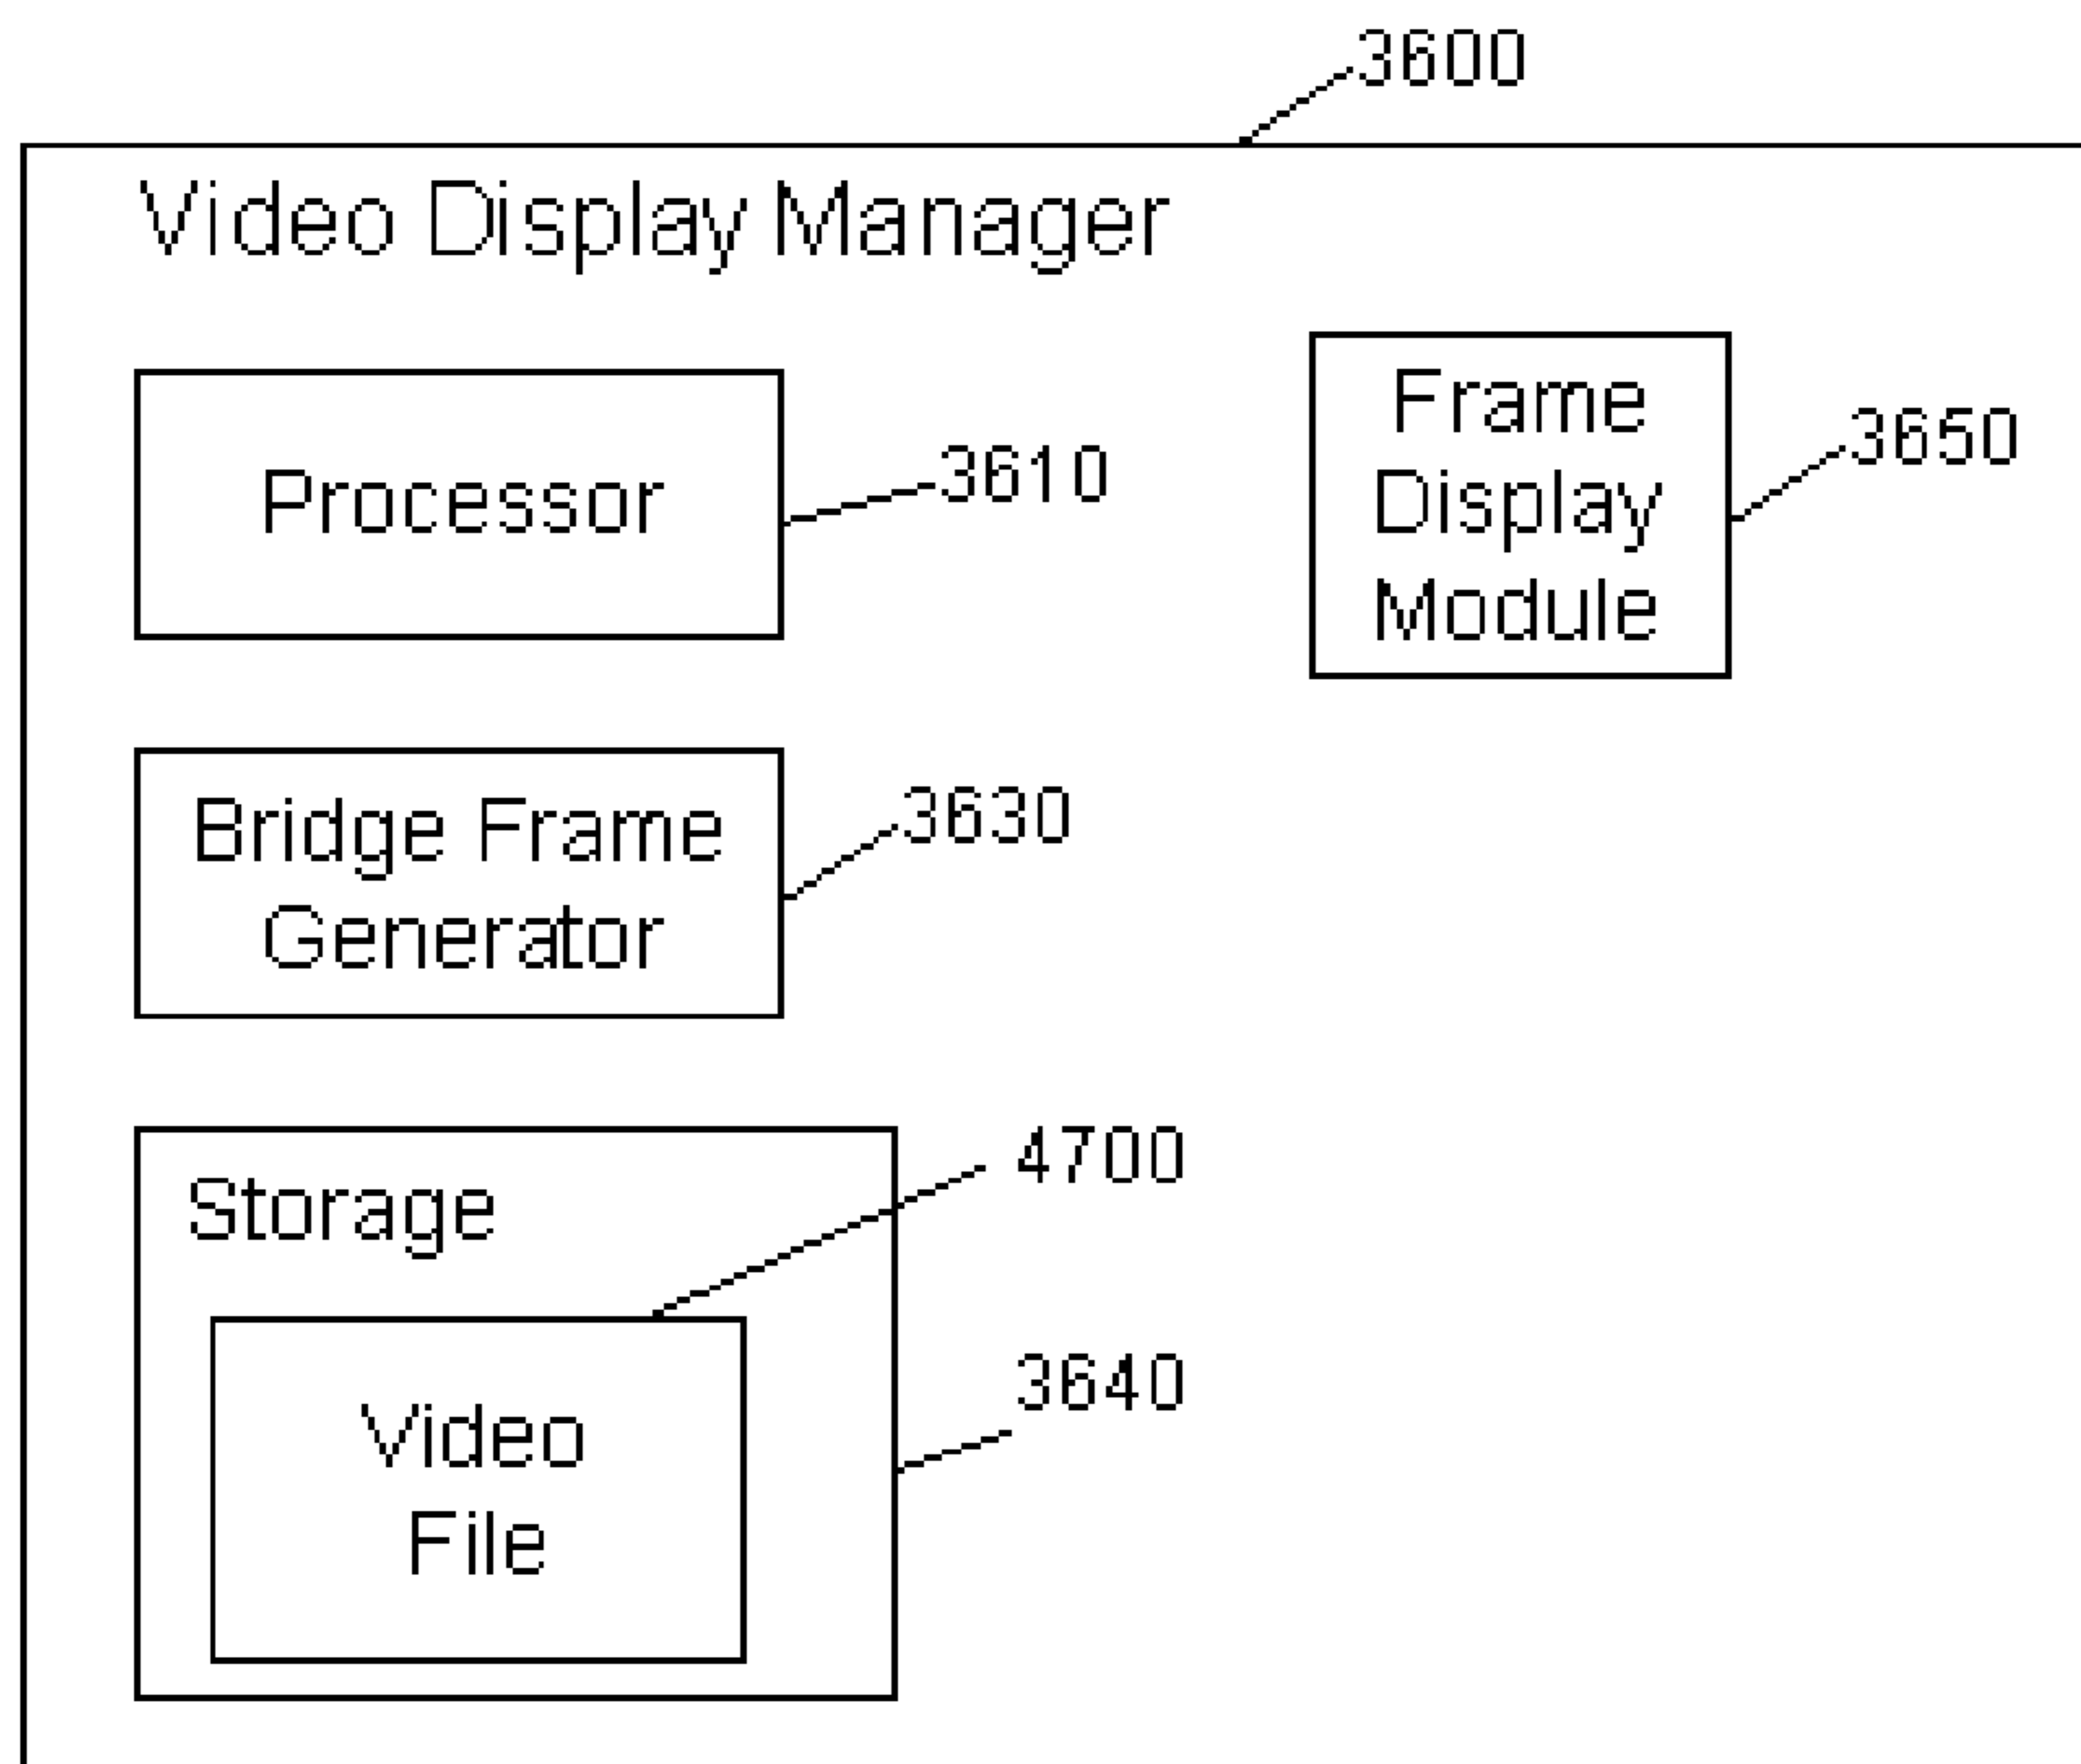 3600
Video Display Manager
Processor
3610
Frame
Display
Module
3650
Bridge Frame
Generator
3630
Storage
4700
Video
File
3640